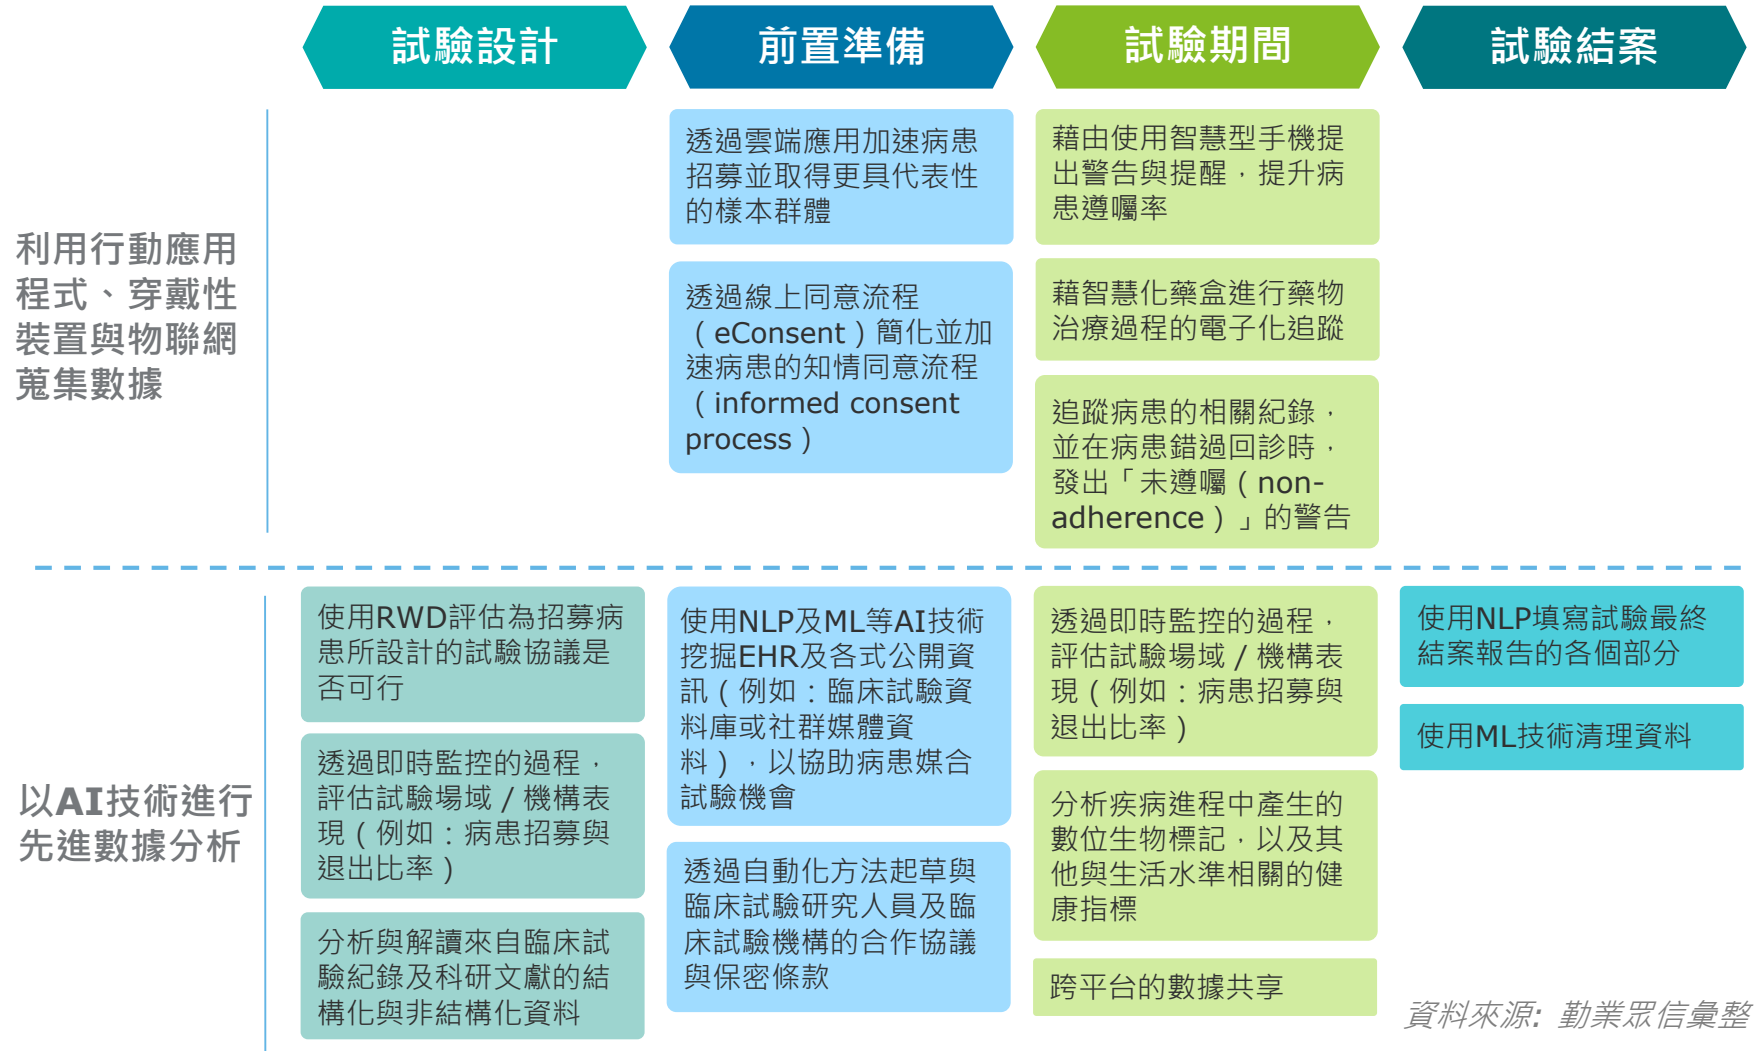 試驗設計
前置準備
試驗期間
試驗結案
利用行動應用
程式、穿戴性
裝置與物聯網
蒐集數據
透過雲端應用加速病患
招募並取得更具代表性
的樣本群體
透過線上同意流程
（eConsent）簡化並加
速病患的知情同意流程
（informed consent
process）
藉由使用智慧型手機提
出警告與提醒，提升病
患遵囑率
藉智慧化藥盒進行藥物
治療過程的電子化追蹤
追蹤病患的相關紀錄，
並在病患錯過回診時，
發出「未遵囑（non-
adherence）」的警告
以AI技術進行
先進數據分析
使用RWD評估為招募病
患所設計的試驗協議是
否可行
透過即時監控的過程，
評估試驗場域／機構表
現（例如：病患招募與
退出比率）
分析與解讀來自臨床試
驗紀錄及科研文獻的結
構化與非結構化資料
使用NLP及ML等AI技術
挖掘EHR及各式公開資
訊（例如：臨床試驗資
料庫或社群媒體資
料），以協助病患媒合
試驗機會
透過自動化方法起草與
臨床試驗研究人員及臨
床試驗機構的合作協議
與保密條款
透過即時監控的過程，
評估試驗場域／機構表
現（例如：病患招募與
退出比率）
分析疾病進程中產生的
數位生物標記，以及其
他與生活水準相關的健
康指標
跨平台的數據共享
使用NLP填寫試驗最終
結案報告的各個部分
使用ML技術清理資料
資料來源: 勤業眾信彙整